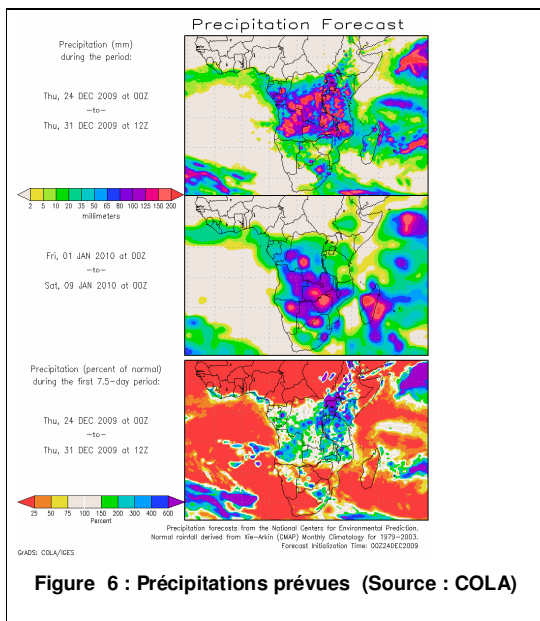 Precipitation Forecast
Precipitation (mm)
during the period:
Thu, 24 DEC 2009 at 00Z
—to—
Thu, 31 DEC 2009 at 12Z
2 5 10 20 35 50 65 80 100 125 150 200
millimeters
Fri, 01 JAN 2010 at 00Z
—to—
Sat, 09 JAN 2010 at 00Z
Precipitation (percent of normal)
during the first 7.5-day period:
Thu, 24 DEC 2009 at 00Z
—to—
Thu, 31 DEC 2009 at 12Z
25 50 75 100 150 200 300 400 600
Percent
Precipitation forecasts from the National Centers for Environmental Prediction.
Normal rainfall derived from Xie-Arkin (CMAP) Monthly Climatology for 1979-2003.
Forecast Initialization Time: 00Z24DEC2009
GrADS: COLA/IGES
Figure 6 : Précipitations prévues (Source : COLA)